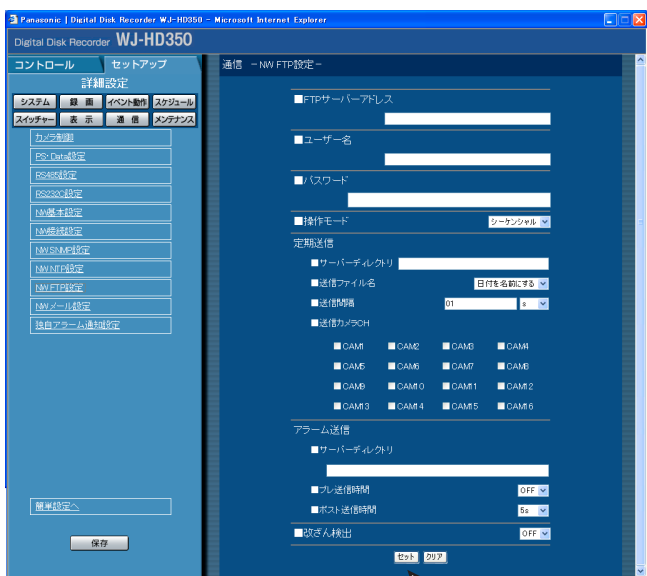 Panasonic | Digital Disk Recorder WJ-HD350 - Microsoft Internet Explorer
Digital Disk Recorder WJ-HD350
コントロール セットアップ
詳細設定
システム 録 画 イベント動作 スケジュール
スイッチャー 表 示 通 信 メンテナンス
カメラ制御
PS・Data設定
RS485設定
RS232C設定
NW基本設定
NW接続設定
NW SNMP設定
NW NTP設定
NW FTP設定
NWメール設定
独自アラーム通知設定
簡単設定へ
保存
通信 －NW FTP設定－
■FTPサーバーアドレス
■ユーザー名
■パスワード
■操作モード シーケンシャル
定期送信
■サーバーディレクトリ
■送信ファイル名 日付を名前にする
■送信間隔 01 s
■送信カメラCH
CAM1 CAM2 CAM3 CAM4
CAM5 CAM6 CAM7 CAM8
CAM9 CAM10 CAM11 CAM12
CAM13 CAM14 CAM15 CAM16
アラーム送信
■サーバーディレクトリ
■プレ送信時間 OFF
■ポスト送信時間 5s
■改ざん検出 OFF
セット クリア